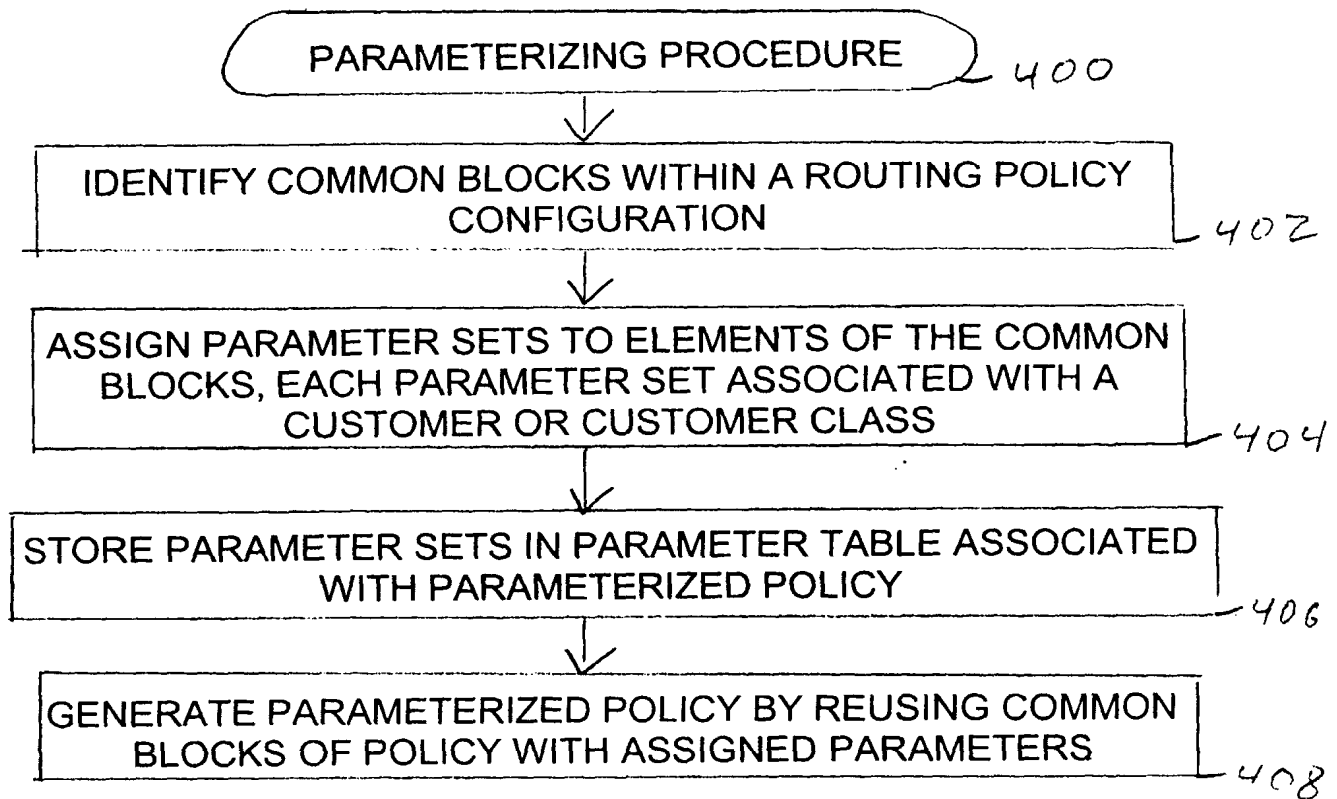 PARAMETERIZING PROCEDURE
400
IDENTIFY COMMON BLOCKS WITHIN A ROUTING POLICY
CONFIGURATION
402
ASSIGN PARAMETER SETS TO ELEMENTS OF THE COMMON
BLOCKS, EACH PARAMETER SET ASSOCIATED WITH A
CUSTOMER OR CUSTOMER CLASS
404
STORE PARAMETER SETS IN PARAMETER TABLE ASSOCIATED
WITH PARAMETERIZED POLICY
406
GENERATE PARAMETERIZED POLICY BY REUSING COMMON
BLOCKS OF POLICY WITH ASSIGNED PARAMETERS
408